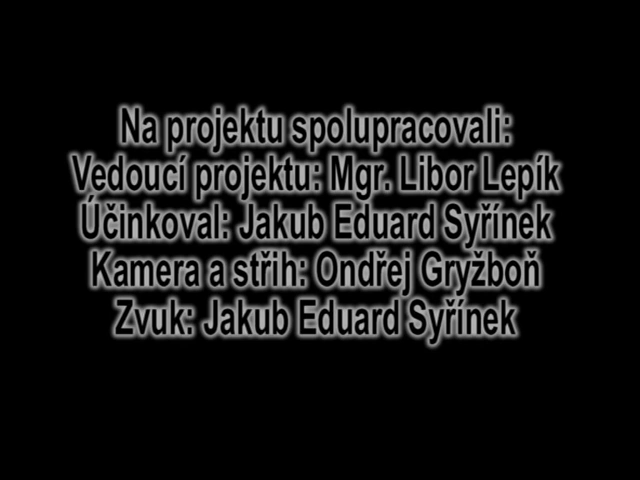 Na projektu spolupracovali:
Vedoucí projektu: Mgr. Libor Lepík
Účinkoval: Jakub Eduard Syřínek
Kamera a střih: Ondřej Gryžboň
Zvuk: Jakub Eduard Syřínek